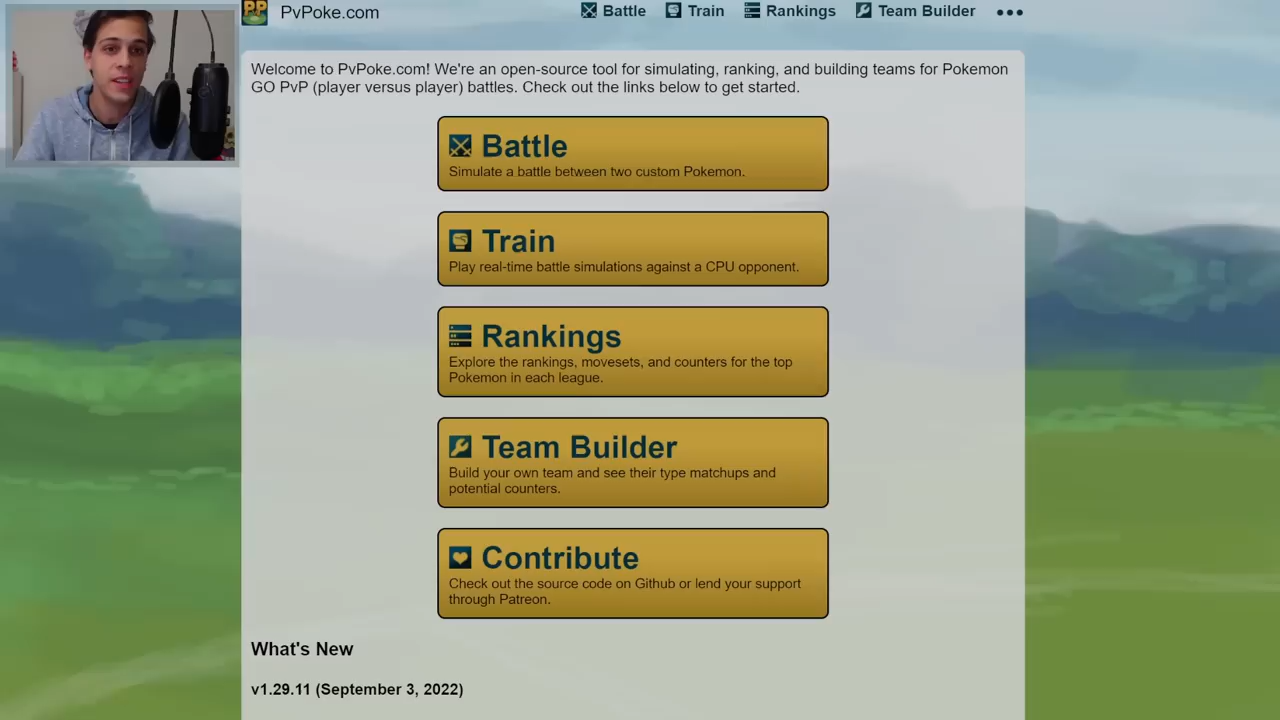 PP
PvPoke.com
Battle
Train
Rankings
Team Builder
Welcome to PvPoke.com! We're an open-source tool for simulating, ranking, and building teams for Pokemon
GO PvP (player versus player) battles. Check out the links below to get started.
Battle
Simulate a battle between two custom Pokemon.
Train
Play real-time battle simulations against a CPU opponent.
Rankings
Explore the rankings, movesets, and counters for the top
Pokemon in each league.
Team Builder
Build your own team and see their type matchups and
potential counters.
Contribute
Check out the source code on Github or lend your support
through Patreon.
What's New
v1.29.11 (September 3, 2022)